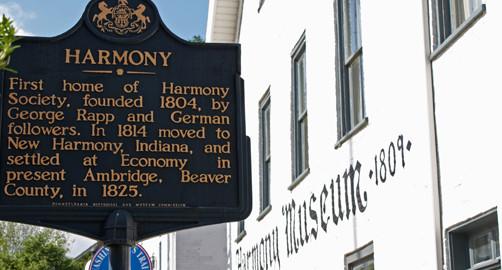 HARMONY
First home of Harmony
Society, founded 1804, by
George Rapp and German
followers. In 1814 moved to
New Harmony, Indiana, and
settled at Economy in
present Ambridge, Beaver
County, in 1825.
PENNSYLVANIA HISTORICAL AND MUSEUM COMMISSION
Harmony Museum · 1809 ·